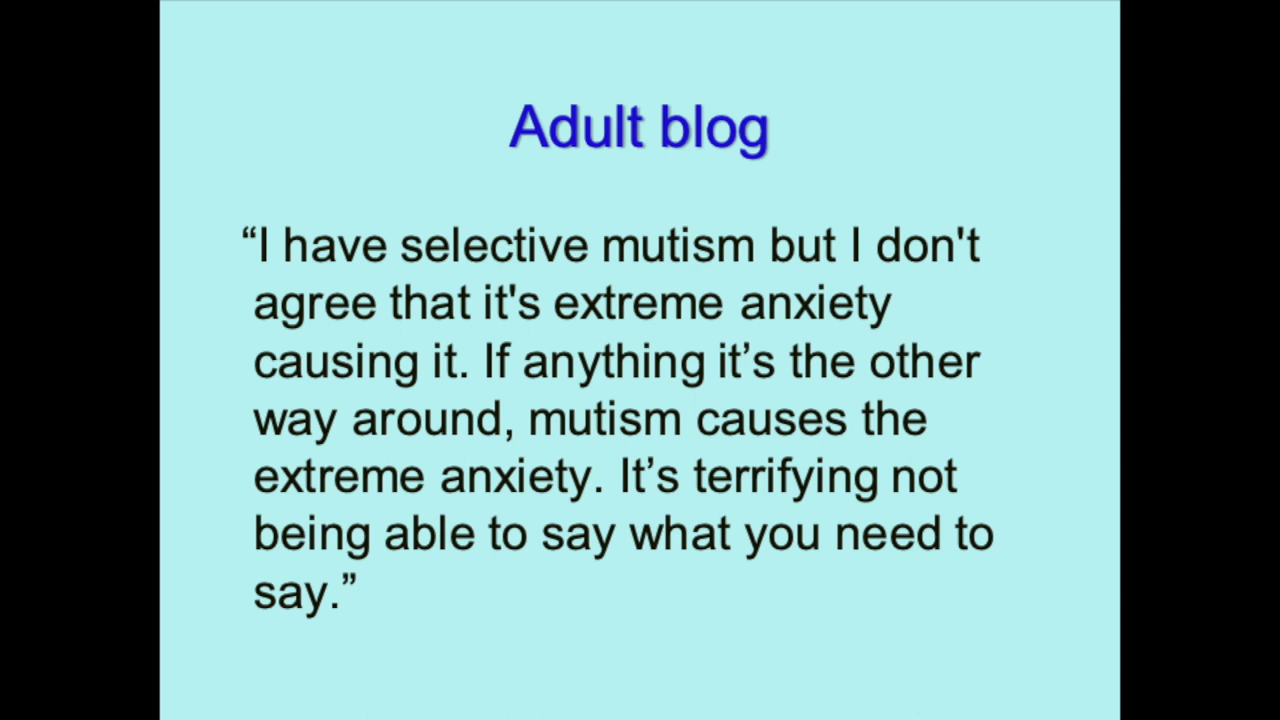 Adult blog
“I have selective mutism but I don't
agree that it's extreme anxiety
causing it. If anything it’s the other
way around, mutism causes the
extreme anxiety. It’s terrifying not
being able to say what you need to
say.”